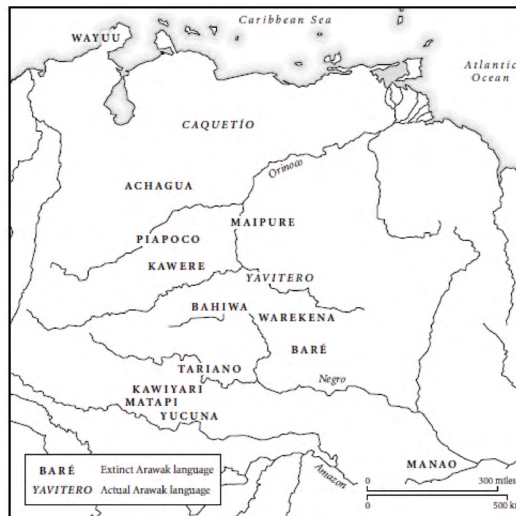 Caribbean Sea
WAYUU
Atlantic
Ocean
CAQUETÍO
Orinoco
ACHAGUA
MAIPURE
PIAPOCO
KAWERE
YAVITERO
BAHIWA
WAREKENA
BARÉ
TARIANO
Negro
KAWIYARI
MATAPI
YUCUNA
MANAO
Amazon
BARÉ Extinct Arawak language
YAVITERO Actual Arawak language
0 300 miles
0 500 km